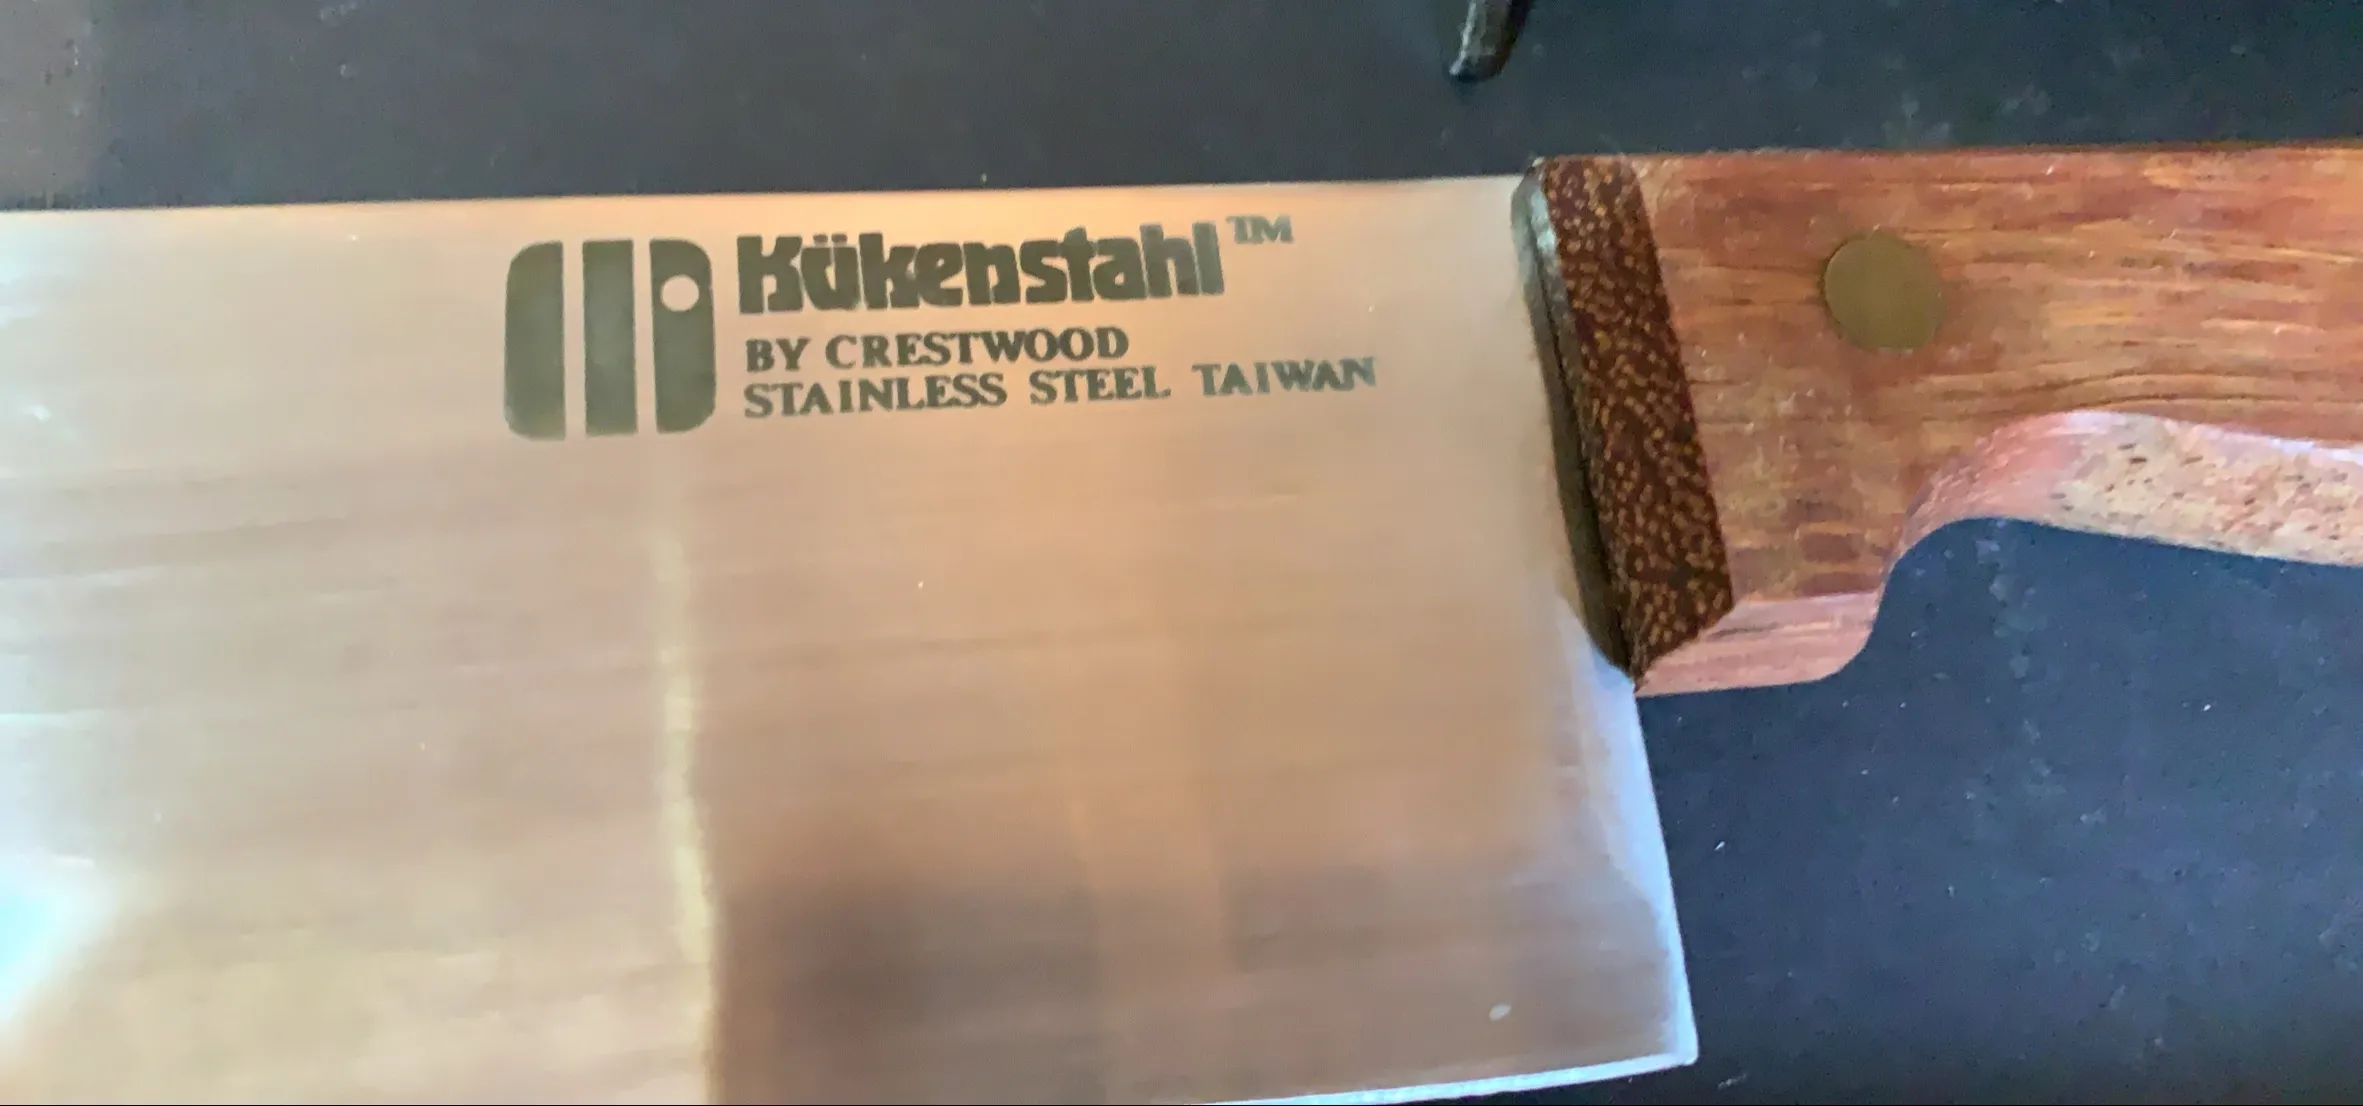 Kükenstahl™
BY CRESTWOOD
STAINLESS STEEL TAIWAN